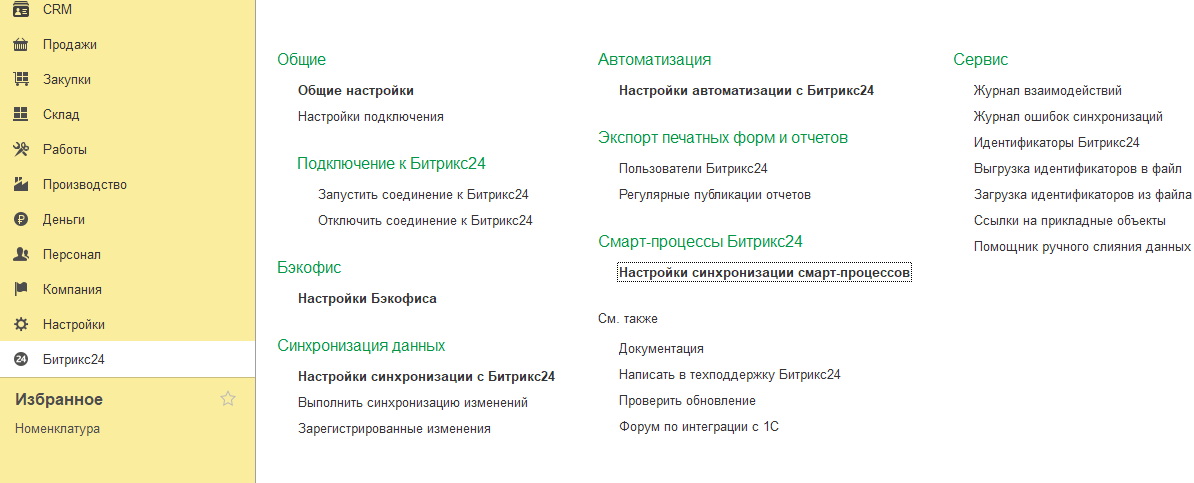 CRM
Продажи
Закупки
Склад
Работы
Производство
Деньги
Персонал
Компания
Настройки
24 Битрикс24
Избранное
Номенклатура
Общие
Общие настройки
Настройки подключения
Подключение к Битрикс24
Запустить соединение к Битрикс24
Отключить соединение к Битрикс24
Бэкофис
Настройки Бэкофиса
Синхронизация данных
Настройки синхронизации с Битрикс24
Выполнить синхронизацию изменений
Зарегистрированные изменения
Автоматизация
Настройки автоматизации с Битрикс24
Экспорт печатных форм и отчетов
Пользователи Битрикс24
Регулярные публикации отчетов
Смарт-процессы Битрикс24
Настройки синхронизации смарт-процессов
См. также
Документация
Написать в техподдержку Битрикс24
Проверить обновление
Форум по интеграции с 1С
Сервис
Журнал взаимодействий
Журнал ошибок синхронизаций
Идентификаторы Битрикс24
Выгрузка идентификаторов в файл
Загрузка идентификаторов из файла
Ссылки на прикладные объекты
Помощник ручного слияния данных